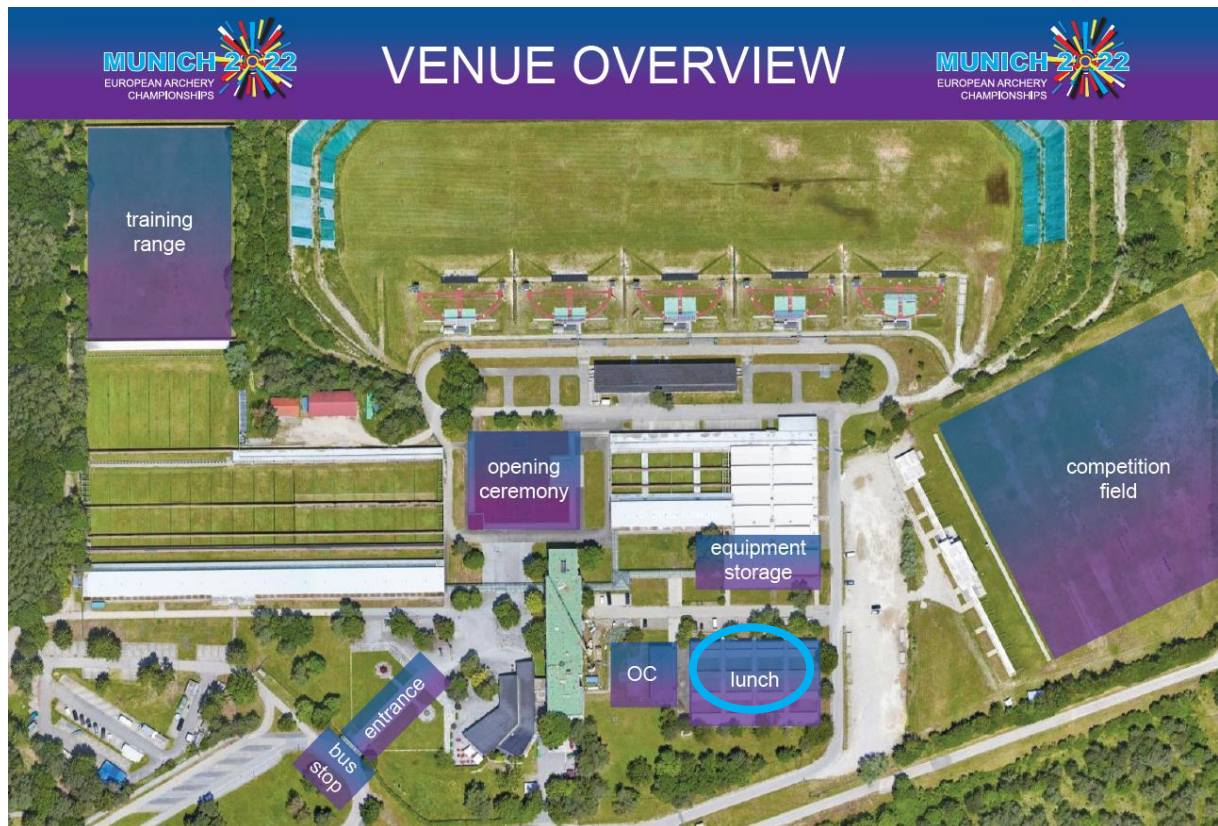 MUNICH 2022
EUROPEAN ARCHERY
CHAMPIONSHIPS
VENUE OVERVIEW
MUNICH 2022
EUROPEAN ARCHERY
CHAMPIONSHIPS
training
range
opening
ceremony
competition
field
equipment
storage
OC
lunch
entrance
bus
stop